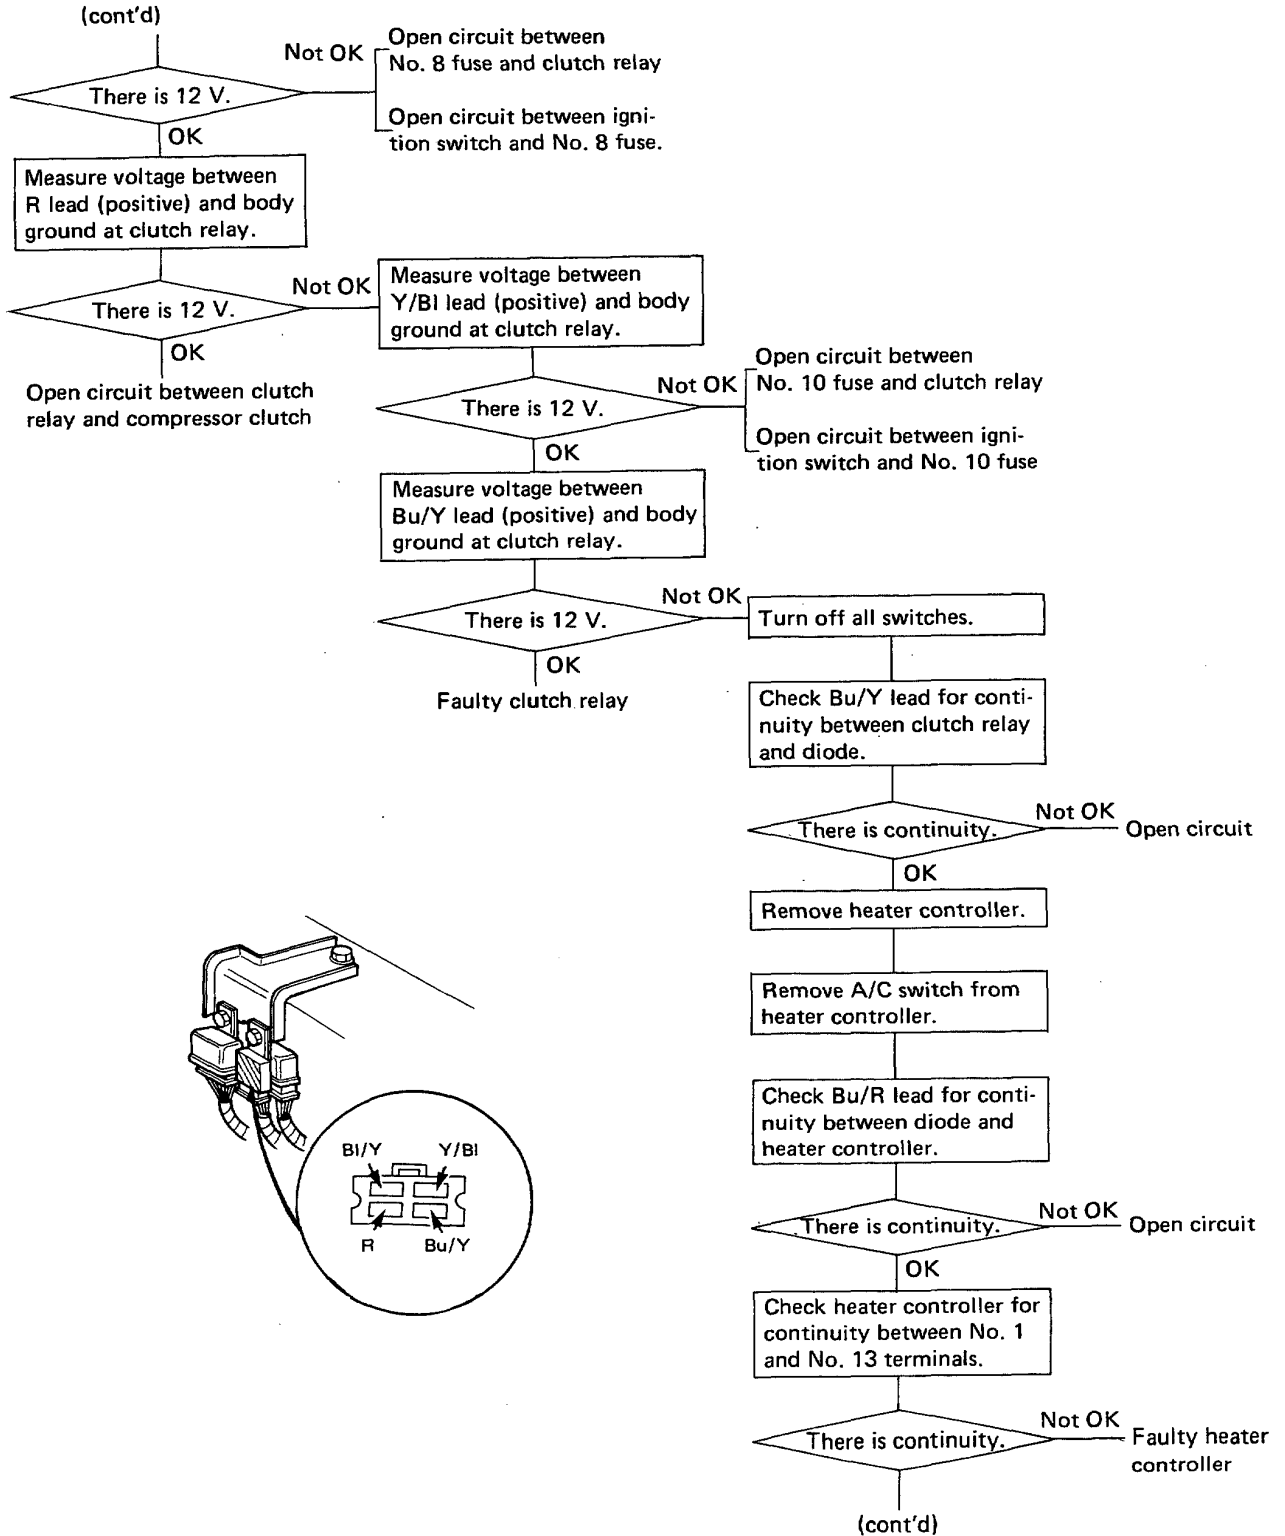 (cont'd)
Not OK
Open circuit between
No. 8 fuse and clutch relay
There is 12 V.
Open circuit between igni-
tion switch and No. 8 fuse.
OK
Measure voltage between
R lead (positive) and body
ground at clutch relay.
Not OK
Measure voltage between
Y/Bl lead (positive) and body
ground at clutch relay.
There is 12 V.
OK
Open circuit between clutch
relay and compressor clutch
Not OK
Open circuit between
No. 10 fuse and clutch relay
There is 12 V.
Open circuit between igni-
tion switch and No. 10 fuse
OK
Measure voltage between
Bu/Y lead (positive) and body
ground at clutch relay.
Not OK
There is 12 V.
Turn off all switches.
OK
Faulty clutch relay
Check Bu/Y lead for conti-
nuity between clutch relay
and diode.
Not OK
There is continuity.
Open circuit
OK
Remove heater controller.
Remove A/C switch from
heater controller.
Check Bu/R lead for conti-
nuity between diode and
heater controller.
Bl/Y
Y/Bl
R
Bu/Y
Not OK
There is continuity.
Open circuit
OK
Check heater controller for
continuity between No. 1
and No. 13 terminals.
Not OK
There is continuity.
Faulty heater
controller
(cont'd)